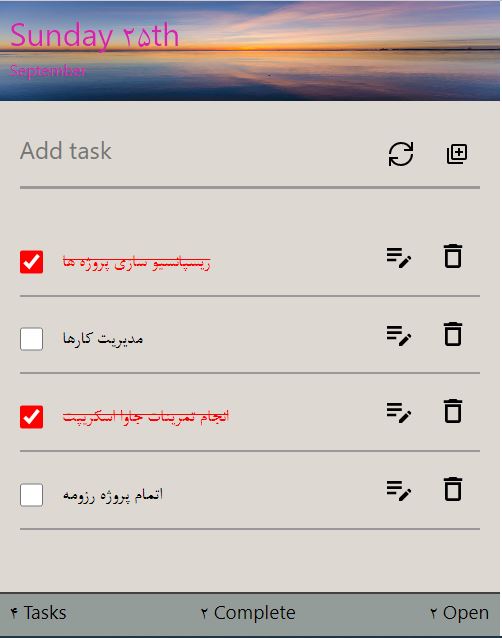 Sunday ۲۵th
September
Add task
ریسپانسیو سازی پروژه ها
مدیریت کارها
انجام تمرینات جاوا اسکریپت
اتمام پروژه رزومه
۴ Tasks
۲ Complete
۲ Open